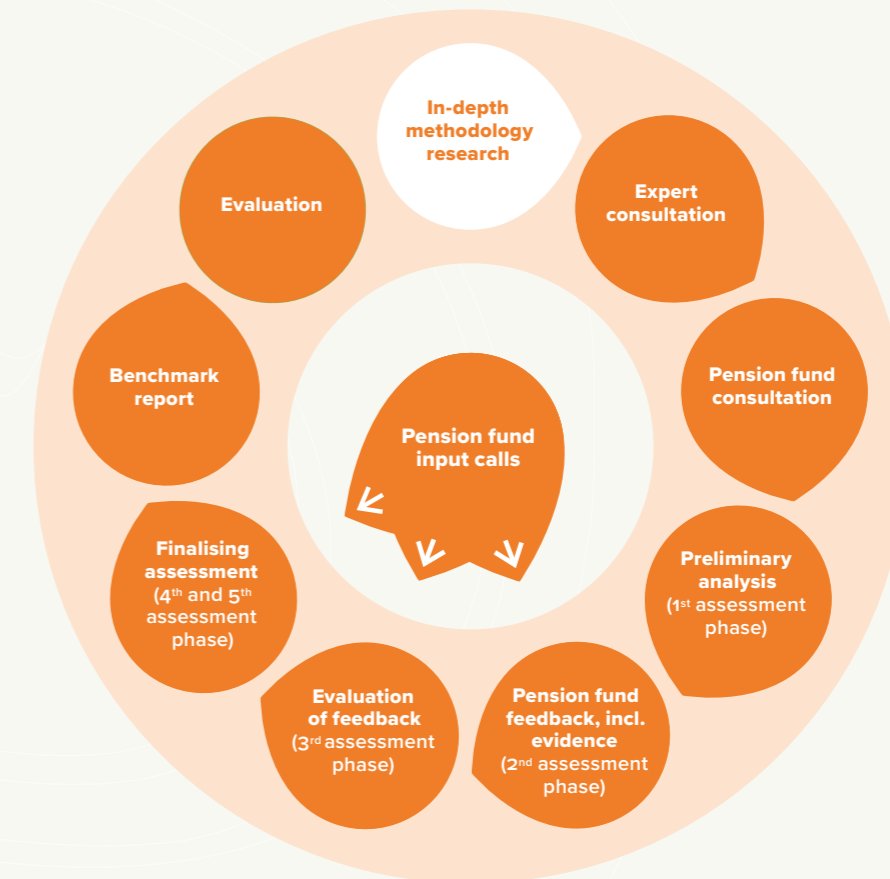 In-depth
methodology
research
Expert
consultation
Pension fund
consultation
Preliminary
analysis
(1st assessment
phase)
Pension fund
feedback, incl.
evidence
(2nd assessment
phase)
Evaluation
of feedback
(3rd assessment
phase)
Finalising
assessment
(4th and 5th
assessment
phase)
Benchmark
report
Evaluation
Pension fund
input calls